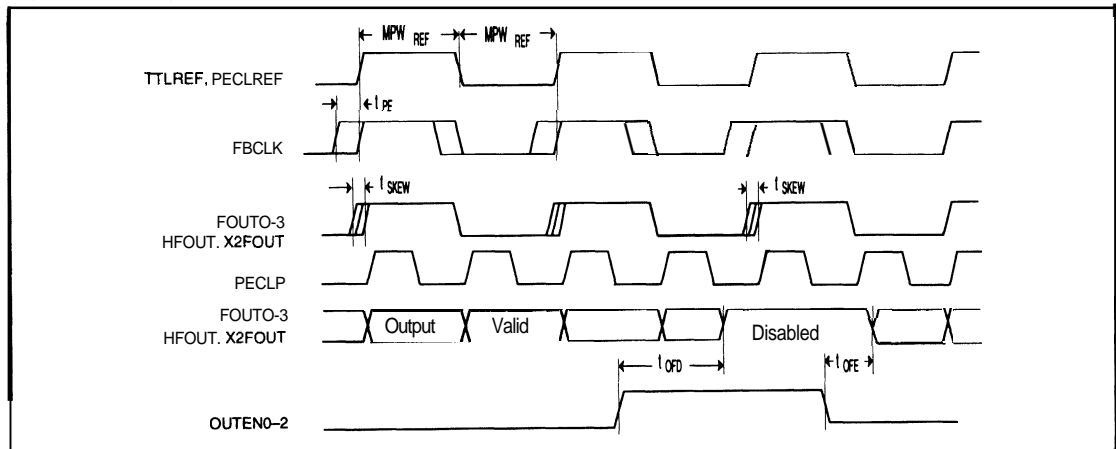 MPW REF MPW REF
TTLREF, PECLREF
t PE
FBCLK
t SKEW t SKEW
FOUTO-3
HFOUT. X2FOUT
PECLP
FOUTO-3
HFOUT. X2FOUT
Output Valid Disabled
t OFD t OFE
OUTEN0–2